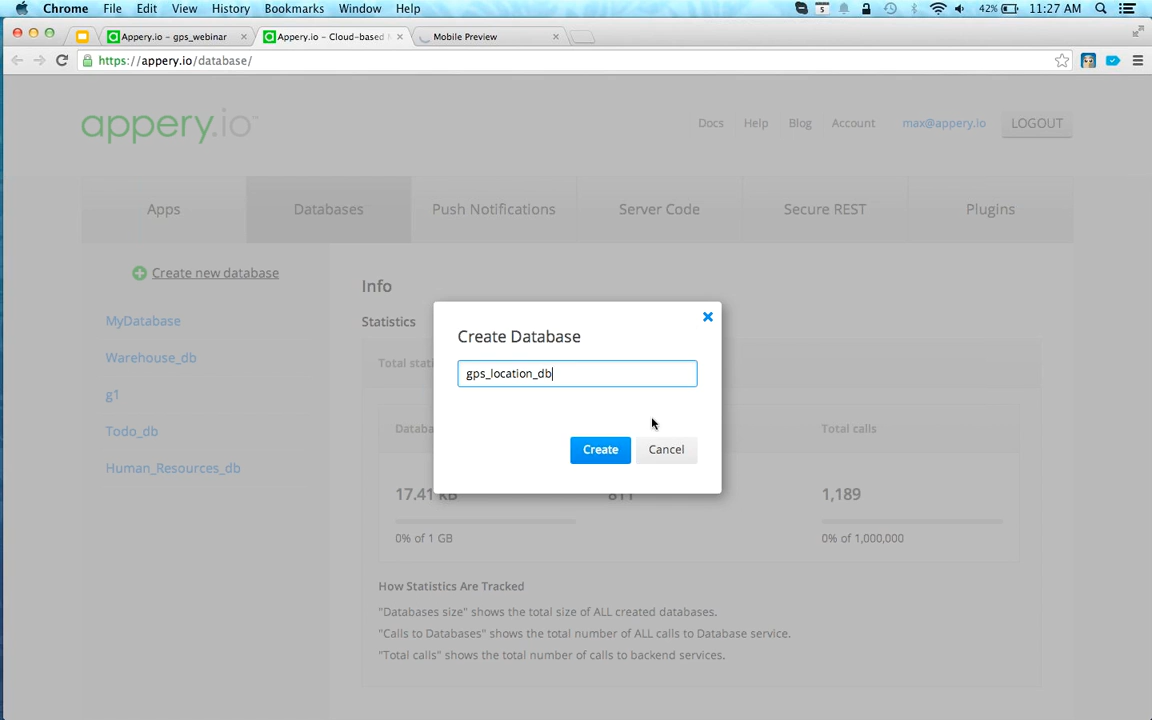 Chrome File Edit View History Bookmarks Window Help 5 42% 11:27 AM
Appery.io – gps_webinar Appery.io – Cloud-based Mobile Preview
https://appery.io/database/
appery.io™
Docs Help Blog Account max@appery.io LOGOUT
Apps Databases Push Notifications Server Code Secure REST Plugins
Create new database
MyDatabase
Warehouse_db
g1
Todo_db
Human_Resources_db
Info
Statistics
Total stati
Databa
Total calls
17.41 KB 811 1,189
0% of 1 GB 0% of 1,000,000
How Statistics Are Tracked
"Databases size" shows the total size of ALL created databases.
"Calls to Databases" shows the total number of ALL calls to Database service.
"Total calls" shows the total number of calls to backend services.
Create Database
gps_location_db
Create Cancel